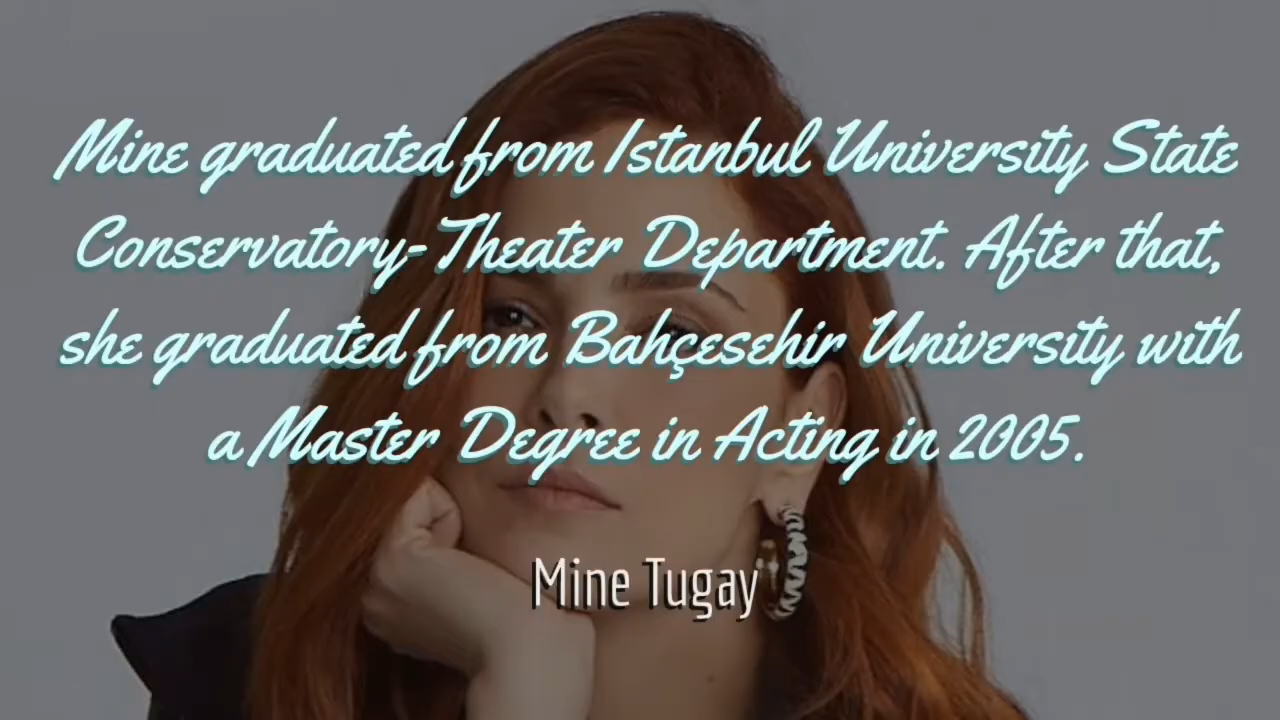 Mine graduated from Istanbul University State
Conservatory-Theater Department. After that,
she graduated from Bahçesehir University with
a Master Degree in Acting in 2005.
Mine Tugay